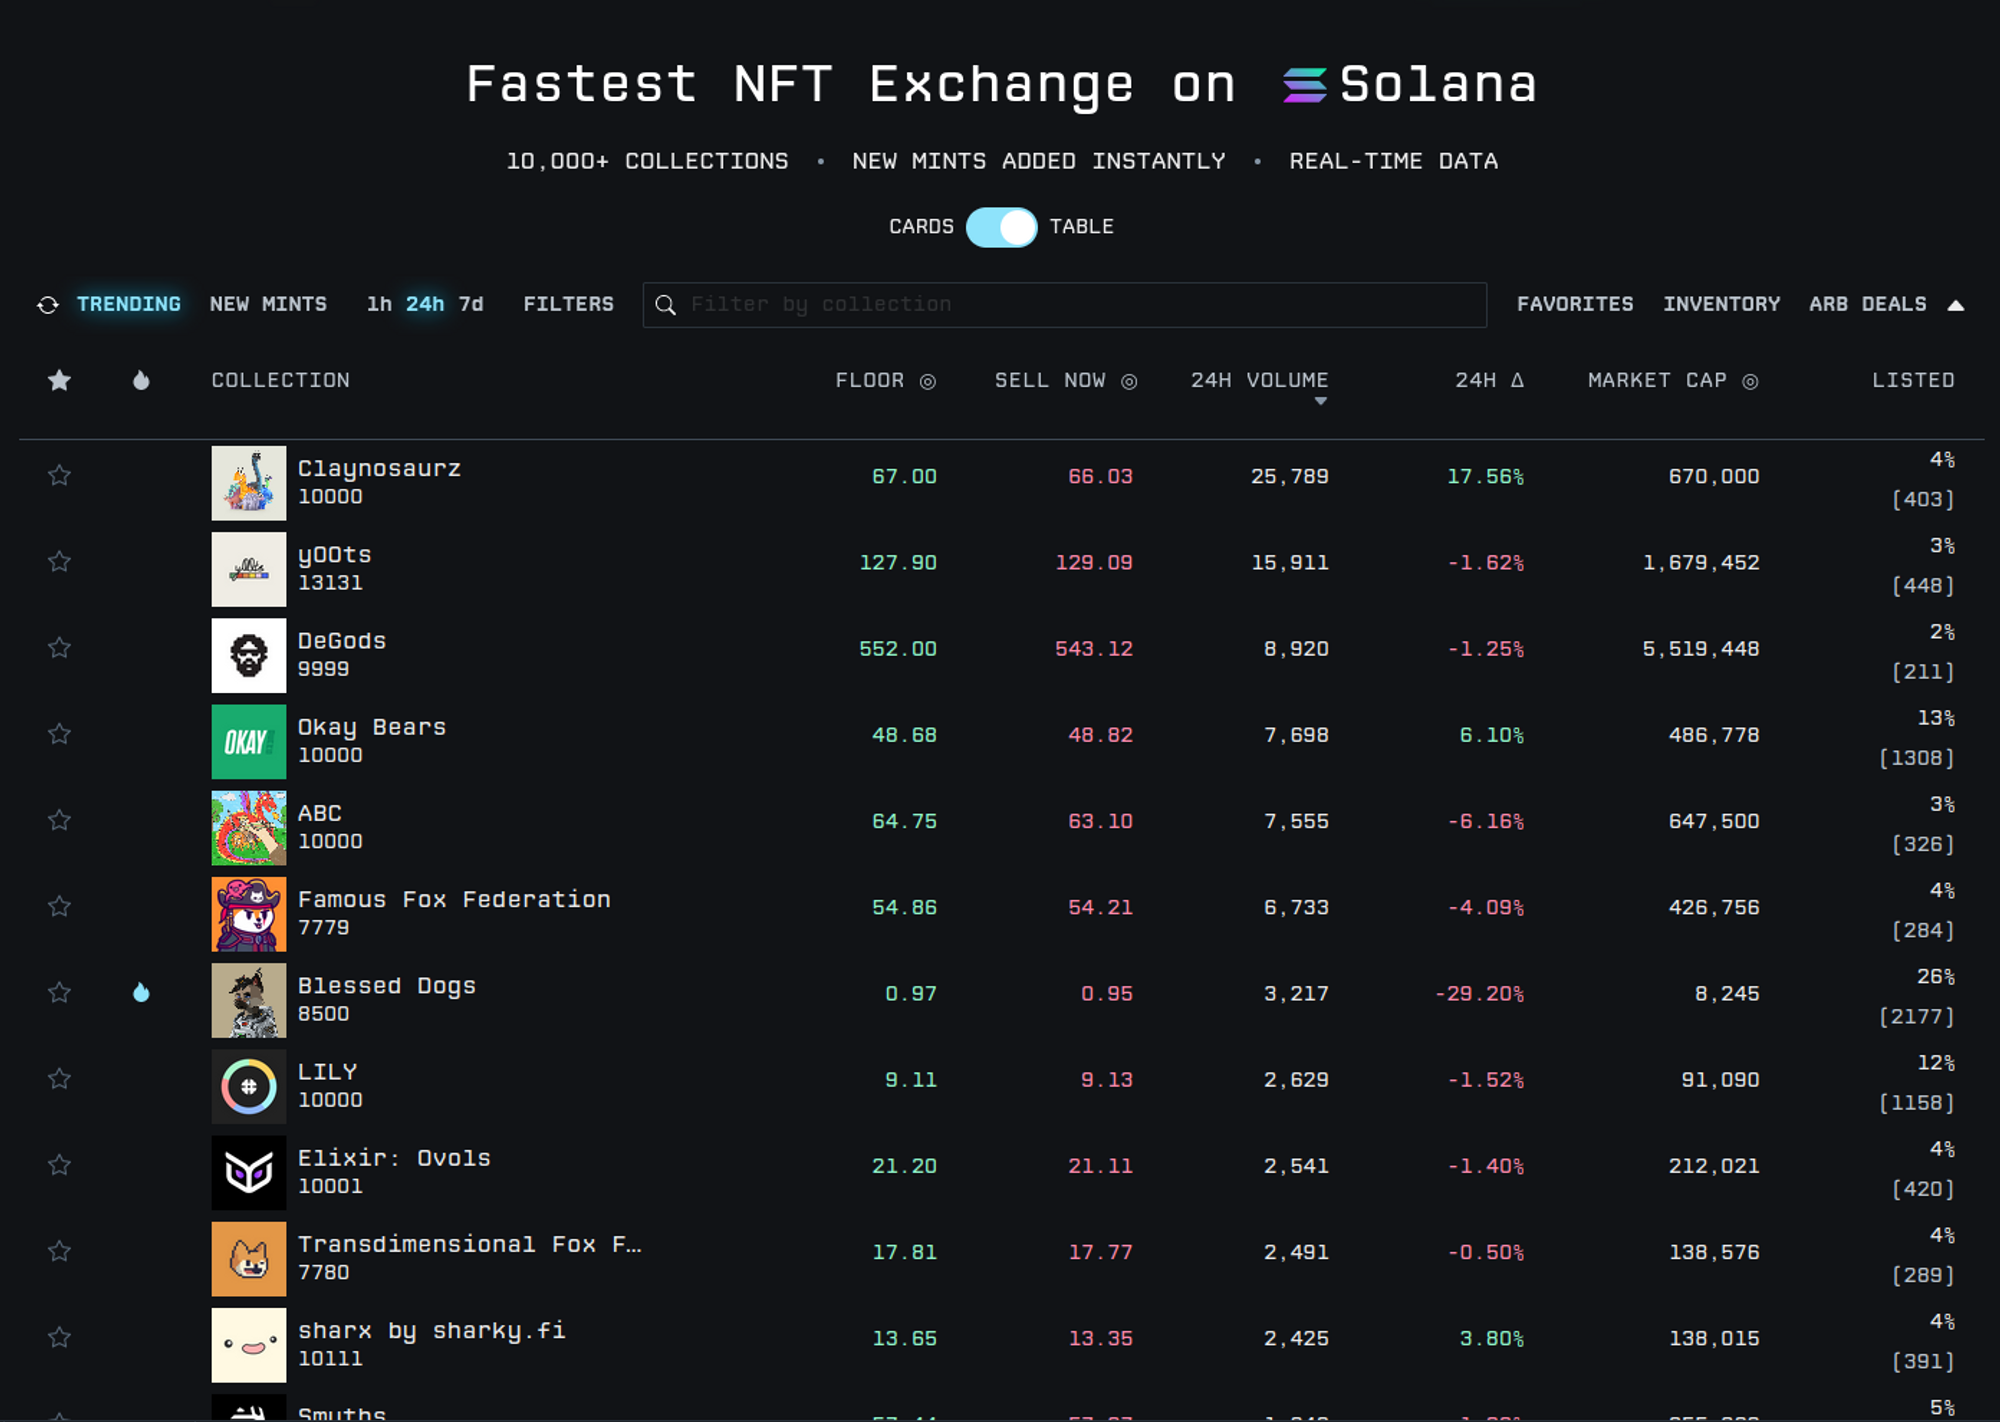 Fastest NFT Exchange on Solana
10,000+ COLLECTIONS • NEW MINTS ADDED INSTANTLY • REAL-TIME DATA
CARDS TABLE
TRENDING NEW MINTS 1h 24h 7d FILTERS Filter by collection FAVORITES INVENTORY ARB DEALS
COLLECTION FLOOR SELL NOW 24H VOLUME 24H Δ MARKET CAP LISTED
Claynosaurz 67.00 66.03 25,789 17.56% 670,000 4%
10000 [403]
y00ts 127.90 129.09 15,911 -1.62% 1,679,452 3%
13131 [448]
DeGods 552.00 543.12 8,920 -1.25% 5,519,448 2%
9999 [211]
OKAY
Okay Bears 48.68 48.82 7,698 6.10% 486,778 13%
10000 [1308]
ABC 64.75 63.10 7,555 -6.16% 647,500 3%
10000 [326]
Famous Fox Federation 54.86 54.21 6,733 -4.09% 426,756 4%
7779 [284]
Blessed Dogs 0.97 0.95 3,217 -29.20% 8,245 26%
8500 [2177]
LILY 9.11 9.13 2,629 -1.52% 91,090 12%
10000 [1158]
Elixir: Ovols 21.20 21.11 2,541 -1.40% 212,021 4%
10001 [420]
Transdimensional Fox F… 17.81 17.77 2,491 -0.50% 138,576 4%
7780 [289]
sharx by sharky.fi 13.65 13.35 2,425 3.80% 138,015 4%
10111 [391]
Smuths 5%